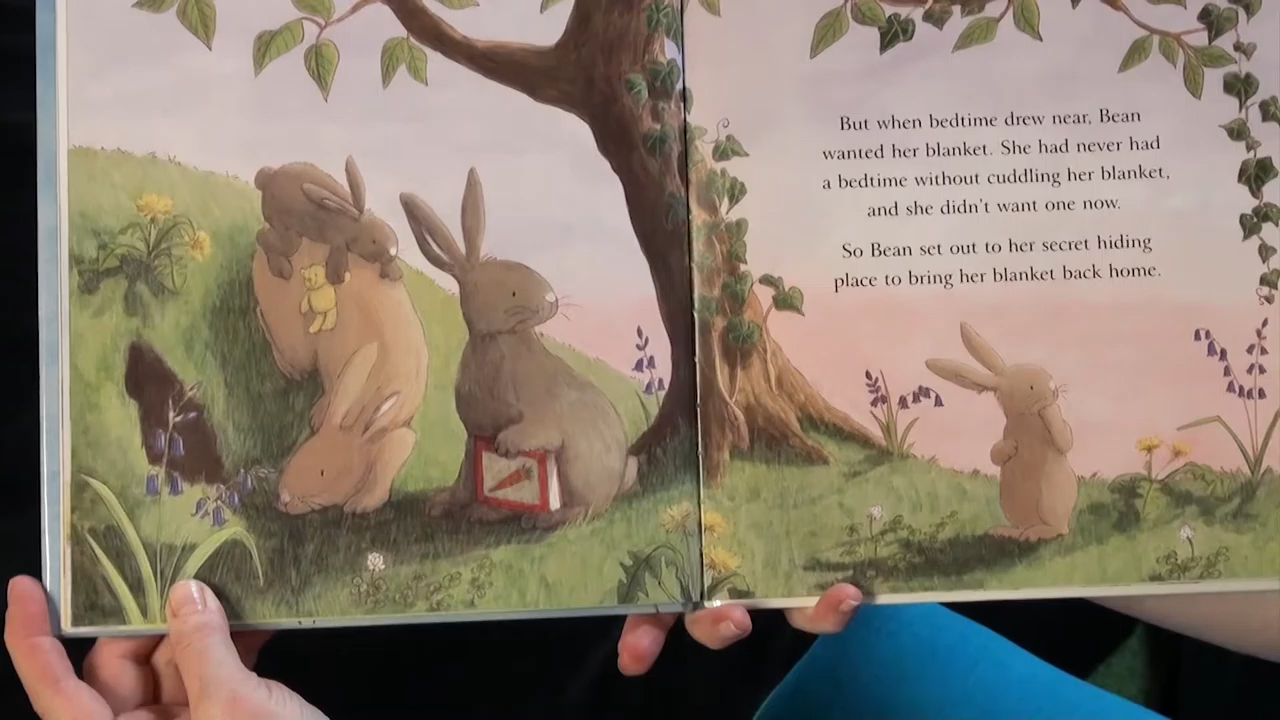 But when bedtime drew near, Bean
wanted her blanket. She had never had
a bedtime without cuddling her blanket,
and she didn't want one now.
So Bean set out to her secret hiding
place to bring her blanket back home.